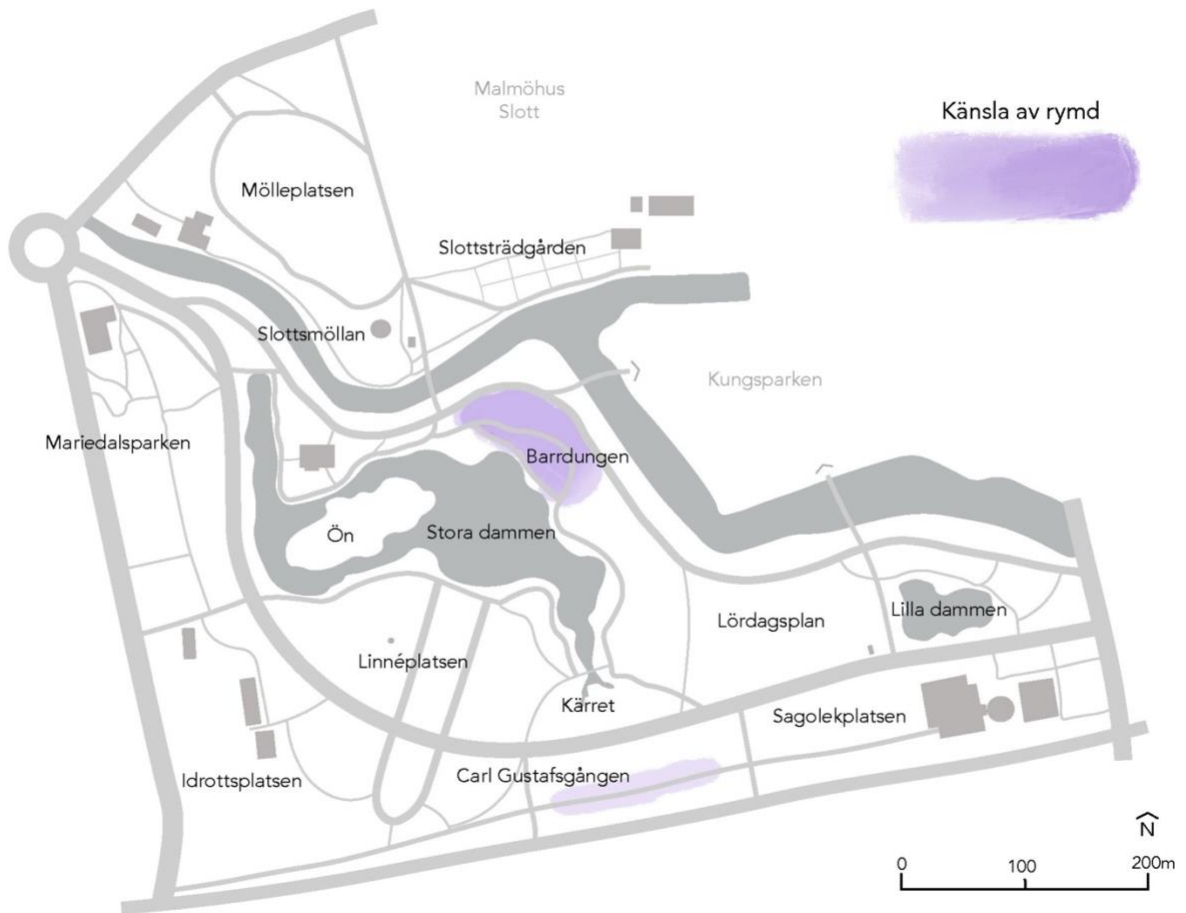 Malmöhus
Slott
Känsla av rymd
Mölleplatsen
Slottsträdgården
Slottsmöllan
Kungsparken
Mariedalsparken
Barrdungen
Ön
Stora dammen
Lilla dammen
Lördagsplan
Linnéplatsen
Kärret
Sagolekplatsen
Carl Gustafsgången
Idrottsplatsen
N
0 100 200m